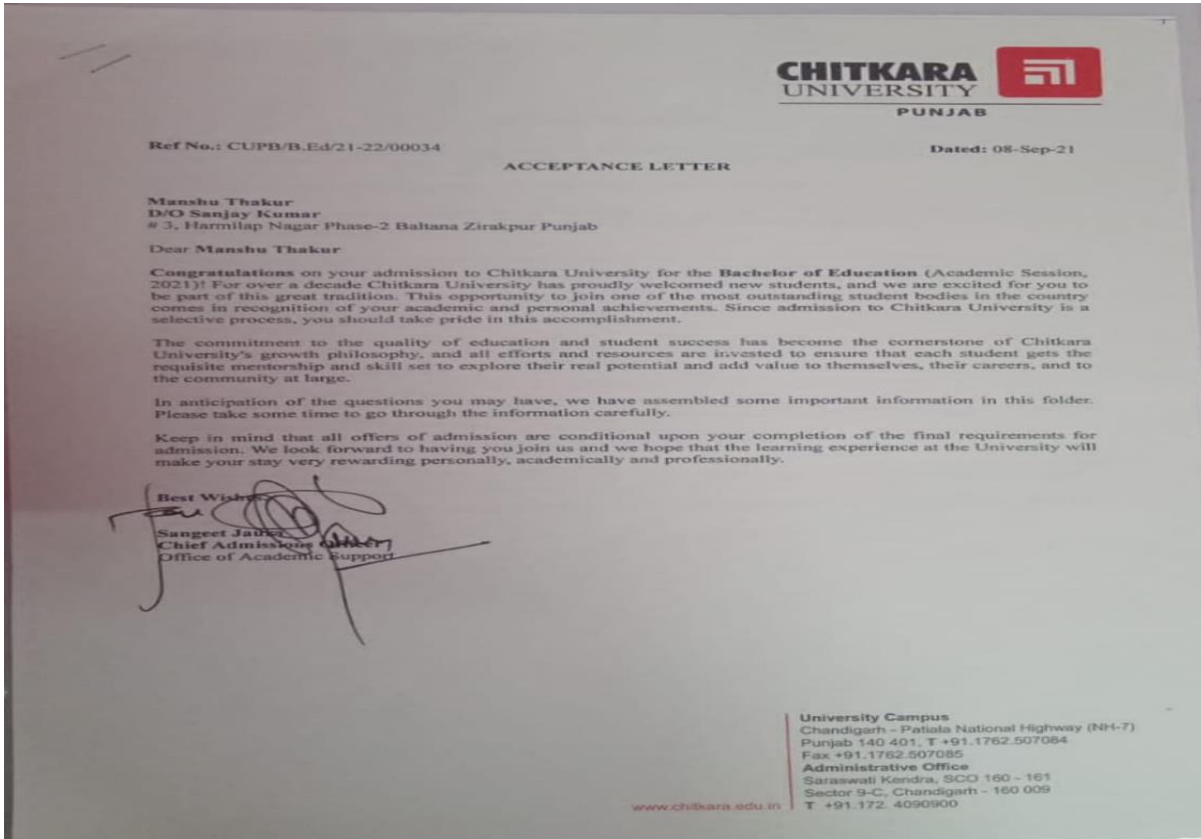 CHITKARA
UNIVERSITY
PUNJAB
Ref No.: CUPB/B.Ed/21-22/00034
Dated: 08-Sep-21
ACCEPTANCE LETTER
Manshu Thakur
D/O Sanjay Kumar
# 3, Harmilap Nagar Phase-2 Baltana Zirakpur Punjab
Dear Manshu Thakur
Congratulations on your admission to Chitkara University for the Bachelor of Education (Academic Session,
2021)! For over a decade Chitkara University has proudly welcomed new students, and we are excited for you to
be part of this great tradition. This opportunity to join one of the most outstanding student bodies in the country
comes in recognition of your academic and personal achievements. Since admission to Chitkara University is a
selective process, you should take pride in this accomplishment.
The commitment to the quality of education and student success has become the cornerstone of Chitkara
University's growth philosophy, and all efforts and resources are invested to ensure that each student gets the
requisite mentorship and skill set to explore their real potential and add value to themselves, their careers, and to
the community at large.
In anticipation of the questions you may have, we have assembled some important information in this folder.
Please take some time to go through the information carefully.
Keep in mind that all offers of admission are conditional upon your completion of the final requirements for
admission. We look forward to having you join us and we hope that the learning experience at the University will
make your stay very rewarding personally, academically and professionally.
Best Wishes
Sangeet
Chief Admissions Officer
Office of Academic Support
University Campus
Chandigarh - Patiala National Highway (NH-7)
Punjab 140 401, T +91.1762.507084
Fax +91.1762.507085
Administrative Office
Saraswati Kendra, SCO 160 - 161
Sector 9-C, Chandigarh - 160 009
www.chitkara.edu.in T +91.172. 4090900